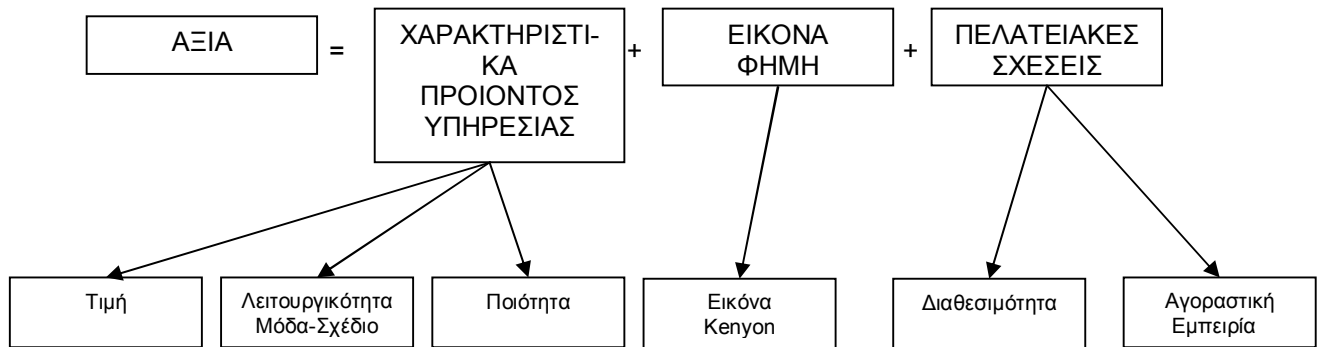 ΑΞΙΑ
=
ΧΑΡΑΚΤΗΡΙΣΤΙ-
ΚΑ
ΠΡΟΙΟΝΤΟΣ
ΥΠΗΡΕΣΙΑΣ
+
ΕΙΚΟΝΑ
ΦΗΜΗ
+
ΠΕΛΑΤΕΙΑΚΕΣ
ΣΧΕΣΕΙΣ
Τιμή
Λειτουργικότητα
Μόδα-Σχέδιο
Ποιότητα
Εικόνα
Kenyon
Διαθεσιμότητα
Αγοραστική
Εμπειρία